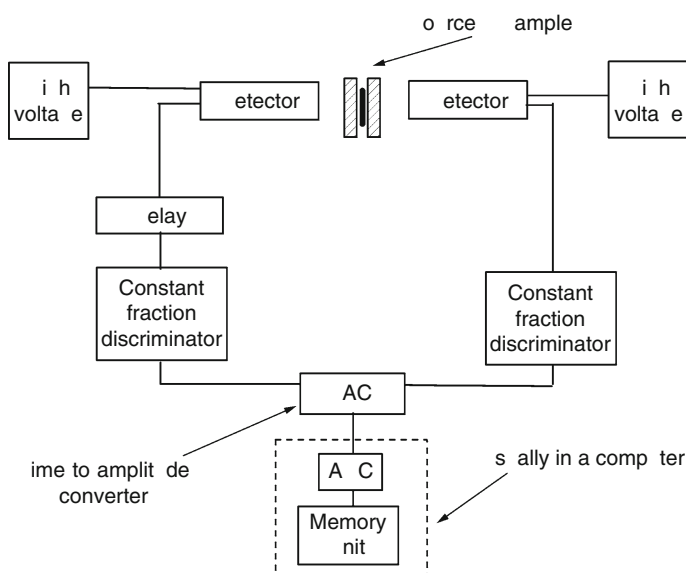 o rce ample
i h
volta e
etector
etector
i h
volta e
elay
Constant
fraction
discriminator
Constant
fraction
discriminator
AC
ime to amplit de
converter
A C
s ally in a comp ter
Memory
nit